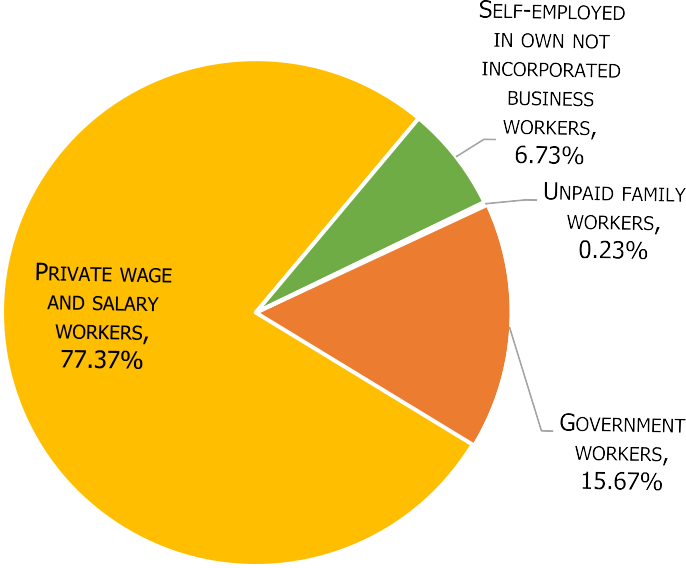 Self-employed
in own not
incorporated
business
workers,
6.73%
Unpaid family
workers,
0.23%
Private wage
and salary
workers,
77.37%
Government
workers,
15.67%